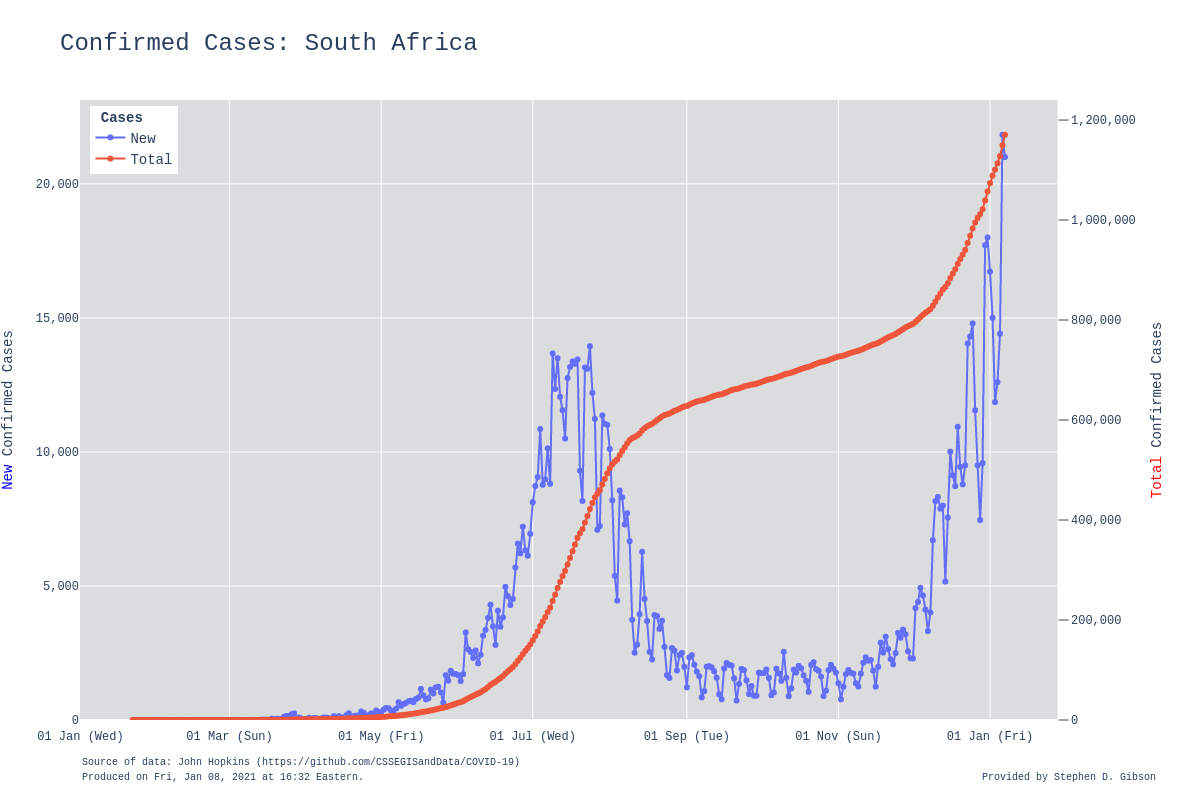 Confirmed Cases: South Africa
Cases
New
Total
20,000
15,000
10,000
5,000
0
New Confirmed Cases
1,200,000
1,000,000
800,000
600,000
400,000
200,000
0
Total Confirmed Cases
01 Jan (Wed) 01 Mar (Sun) 01 May (Fri) 01 Jul (Wed) 01 Sep (Tue) 01 Nov (Sun) 01 Jan (Fri)
Source of data: John Hopkins (https://github.com/CSSEGISandData/COVID-19)
Produced on Fri, Jan 08, 2021 at 16:32 Eastern.
Provided by Stephen D. Gibson